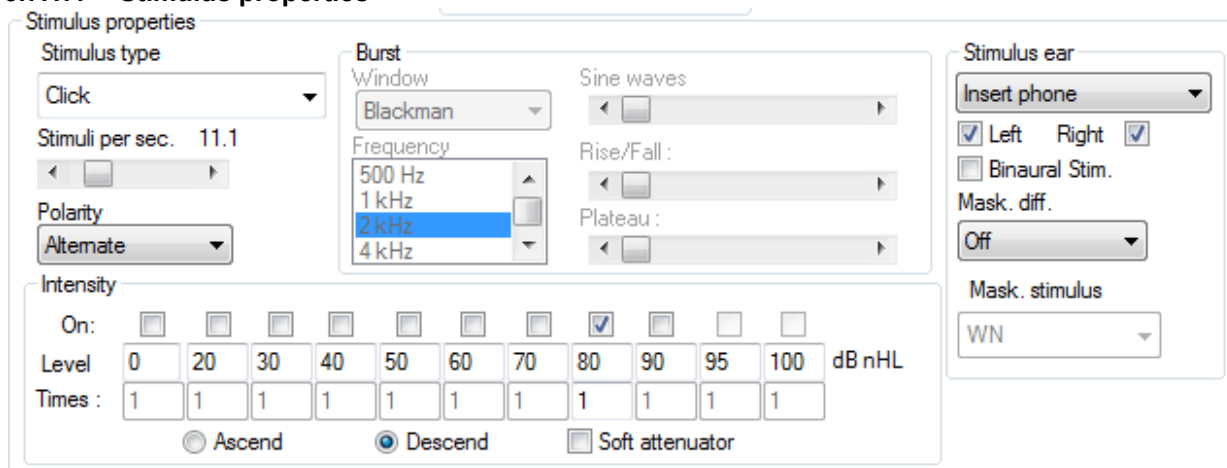 Stimulus properties
Stimulus type
Click
Stimuli per sec. 11.1
Polarity
Alternate
Burst
Window
Blackman
Frequency
500 Hz
1 kHz
2 kHz
4 kHz
Sine waves
Rise/Fall :
Plateau :
Stimulus ear
Insert phone
Left Right
Binaural Stim.
Mask. diff.
Off
Mask. stimulus
WN
Intensity
On:
Level 0 20 30 40 50 60 70 80 90 95 100 dB nHL
Times : 1 1 1 1 1 1 1 1 1 1 1
Ascend Descend Soft attenuator